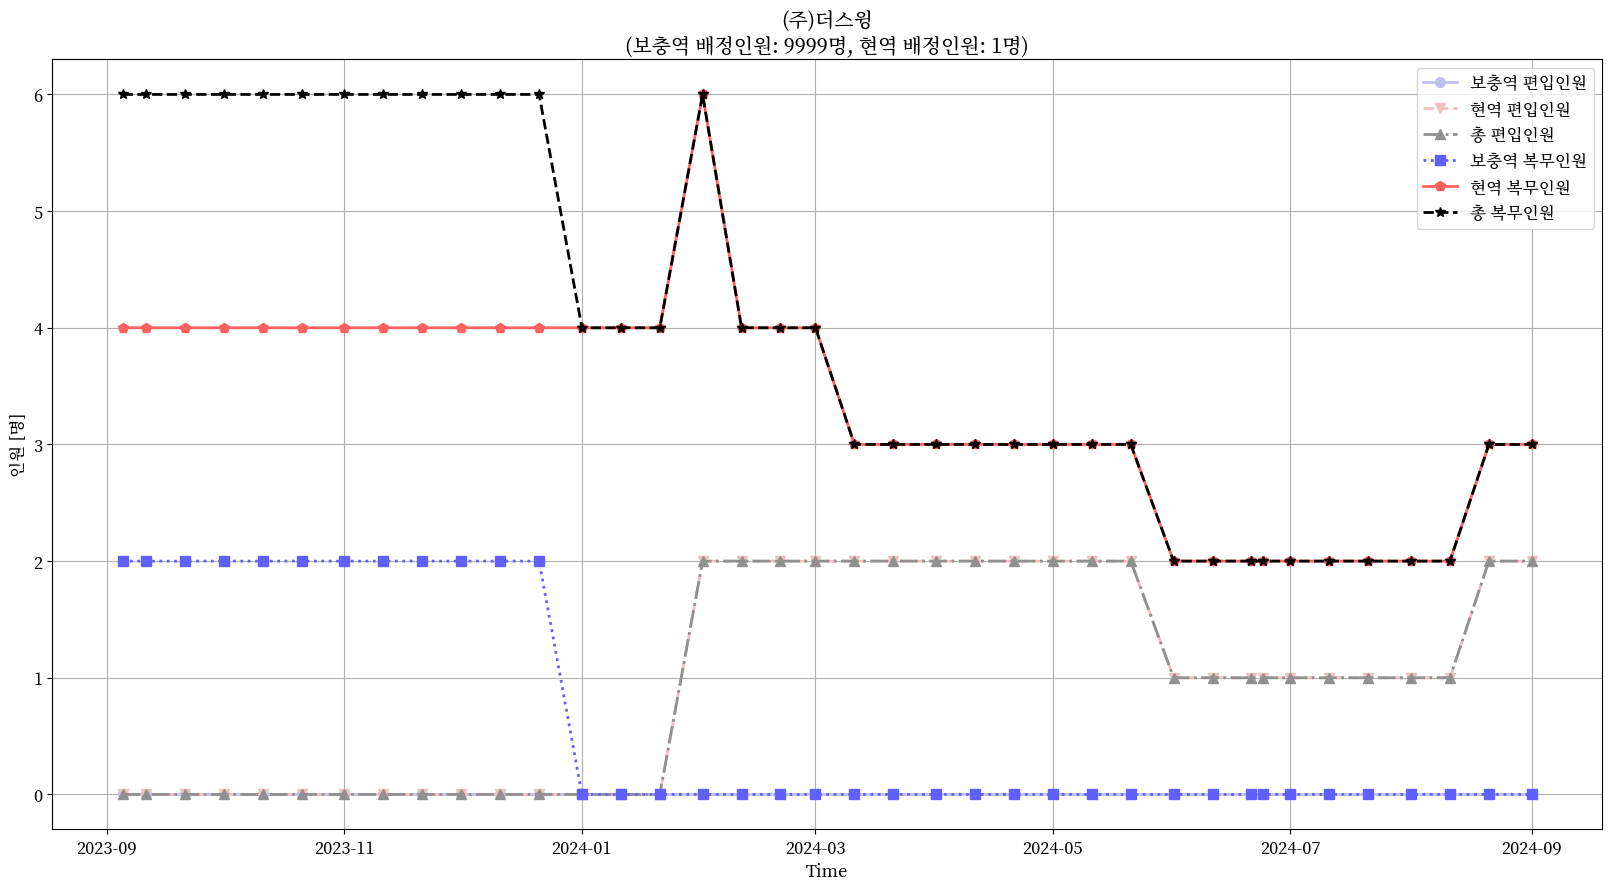 (주)더스윙
(보충역 배정인원: 9999명, 현역 배정인원: 1명)
보충역 편입인원
현역 편입인원
총 편입인원
보충역 복무인원
현역 복무인원
총 복무인원
인원 [명]
6
5
4
3
2
1
0
2023-09
2023-11
2024-01
2024-03
2024-05
2024-07
2024-09
Time